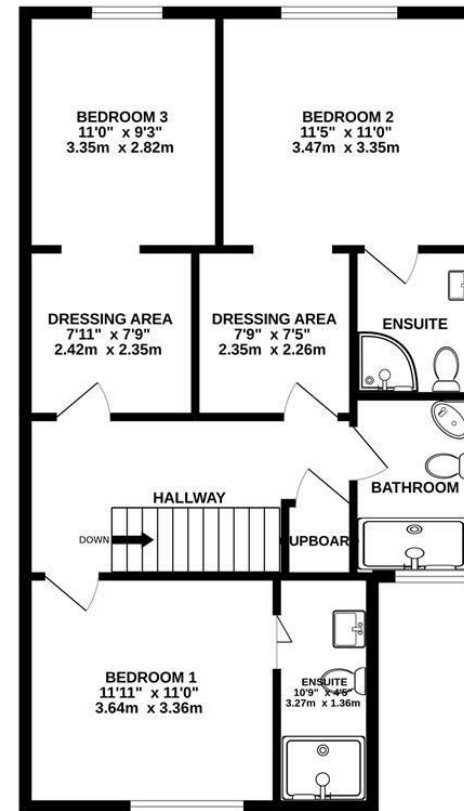 BEDROOM 3
11'0" x 9'3"
3.35m x 2.82m
BEDROOM 2
11'5" x 11'0"
3.47m x 3.35m
DRESSING AREA
7'11" x 7'9"
2.42m x 2.35m
DRESSING AREA
7'9" x 7'5"
2.35m x 2.26m
ENSUITE
BATHROOM
HALLWAY
DOWN
CUPBOARD
BEDROOM 1
11'11" x 11'0"
3.64m x 3.36m
ENSUITE
10'9" x 4'5"
3.27m x 1.36m